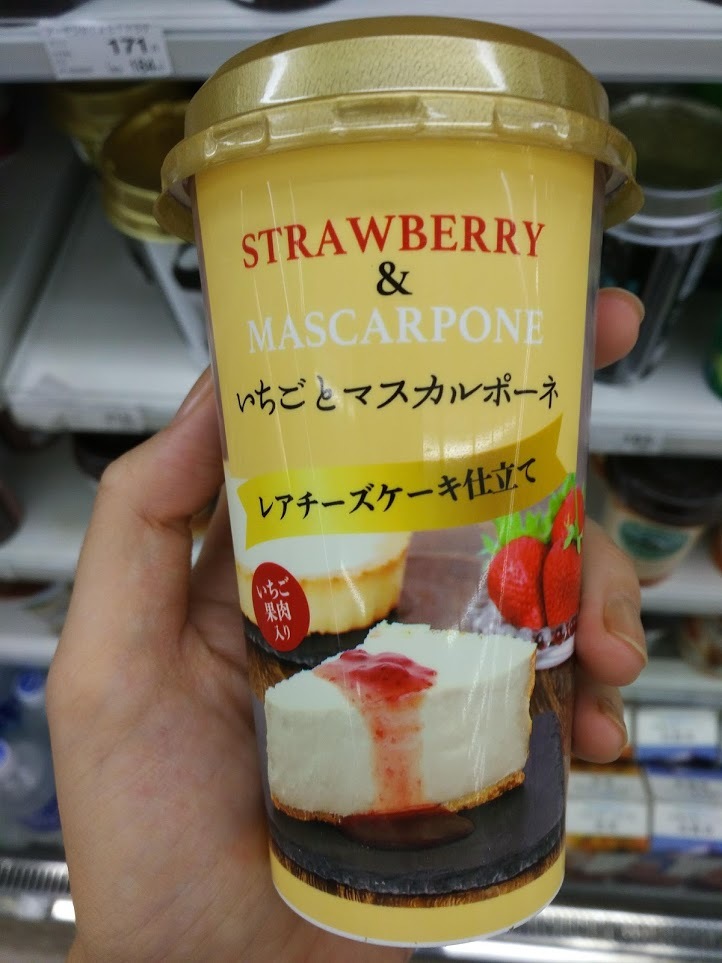 171
STRAWBERRY
&
MASCARPONE
いちごとマスカルポーネ
レアチーズケーキ仕立て
いちご
果肉
入り